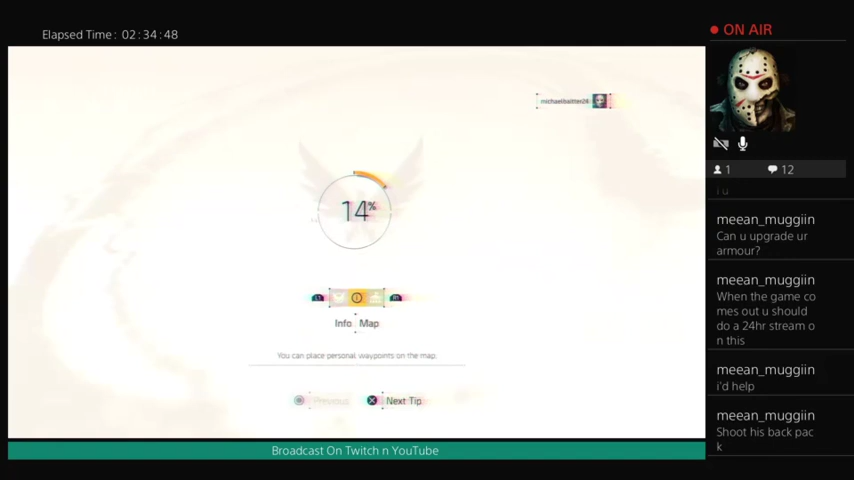 Elapsed Time: 02:34:48
ON AIR
14%
L1
R1
Info
Map
You can place personal waypoints on the map.
Previous
Next Tip
Broadcast On Twitch n YouTube
1
12
meean_muggiin
Can u upgrade ur
armour?
meean_muggiin
When the game co
mes out u should
do a 24hr stream o
n this
meean_muggiin
i'd help
meean_muggiin
Shoot his back pac
k